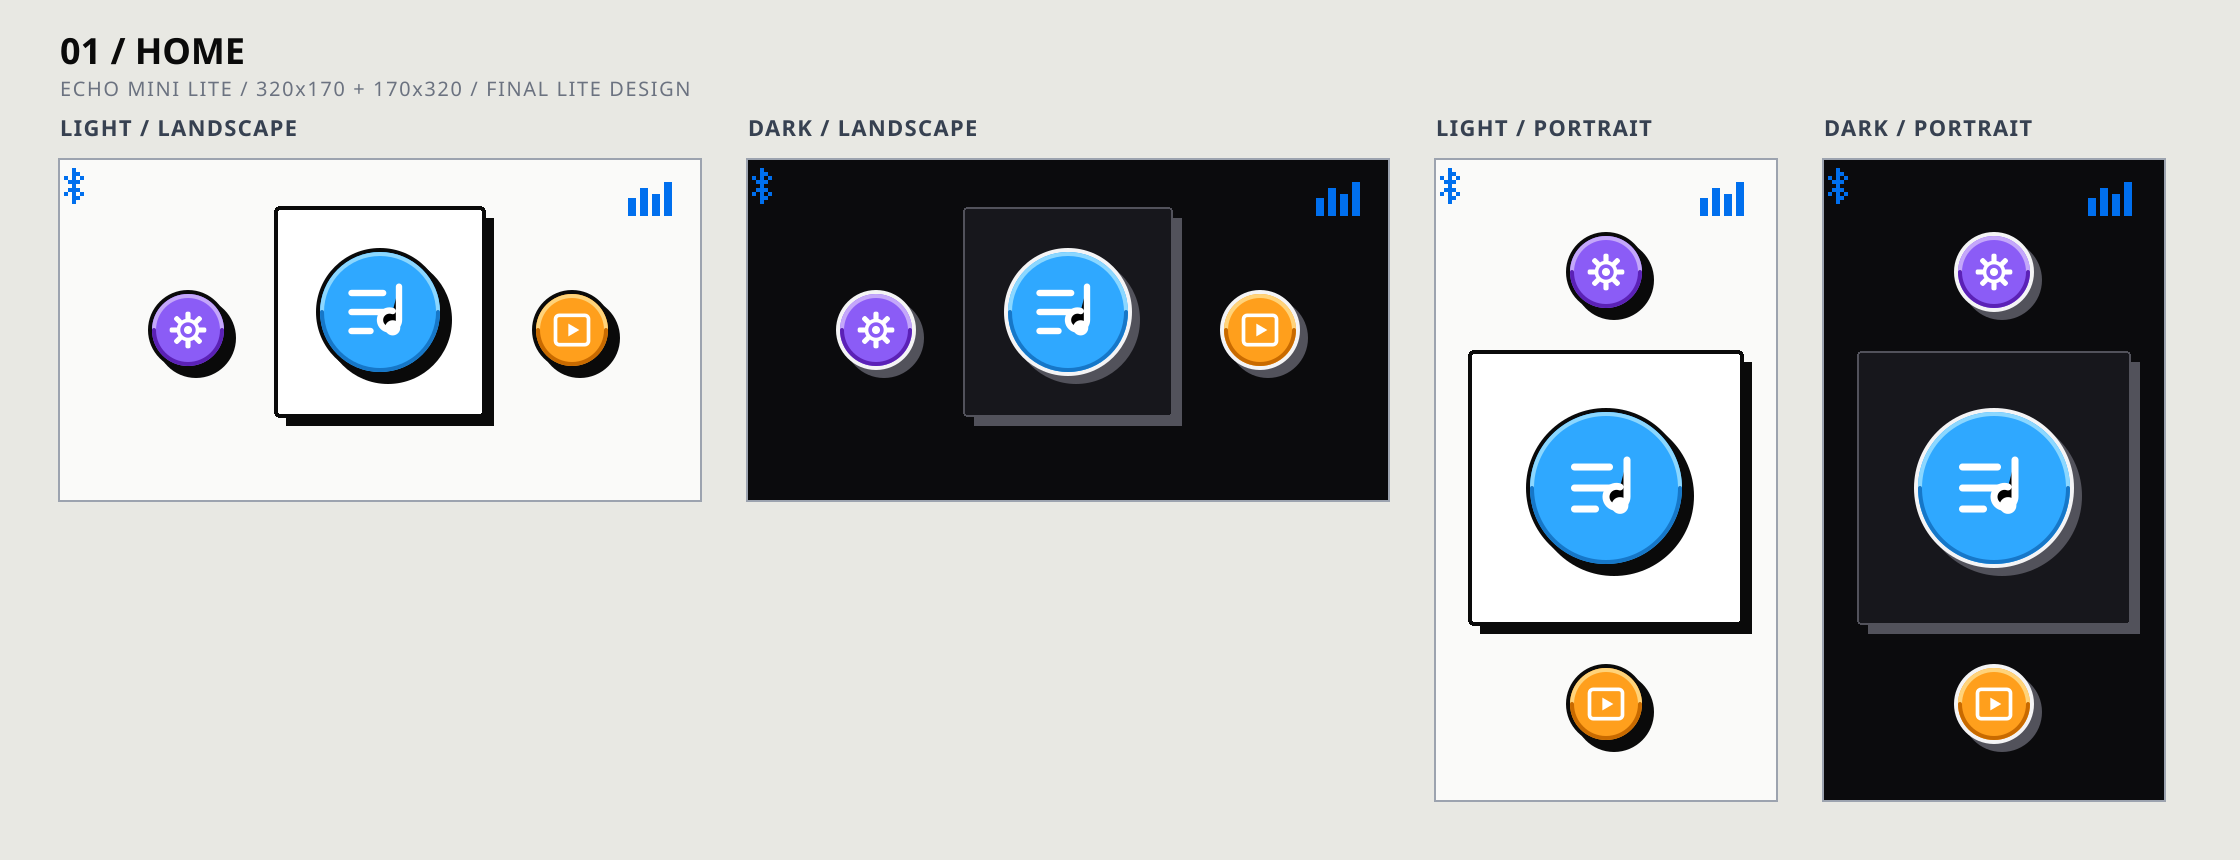 01 / HOME
ECHO MINI LITE / 320x170 + 170x320 / FINAL LITE DESIGN
LIGHT / LANDSCAPE
DARK / LANDSCAPE
LIGHT / PORTRAIT
DARK / PORTRAIT